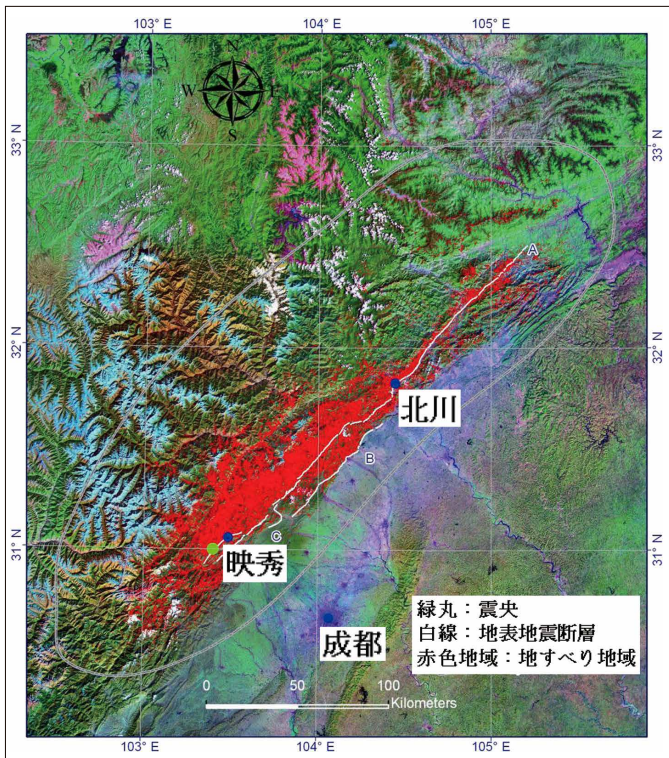 103° E
104° E
105° E
N
W
E
S
33° N
33° N
A
32° N
32° N
北川
B
C
31° N
31° N
映秀
緑丸：震央
白線：地表地震断層
赤色地域：地すべり地域
成都
0
50
100
Kilometers
103° E
104° E
105° E